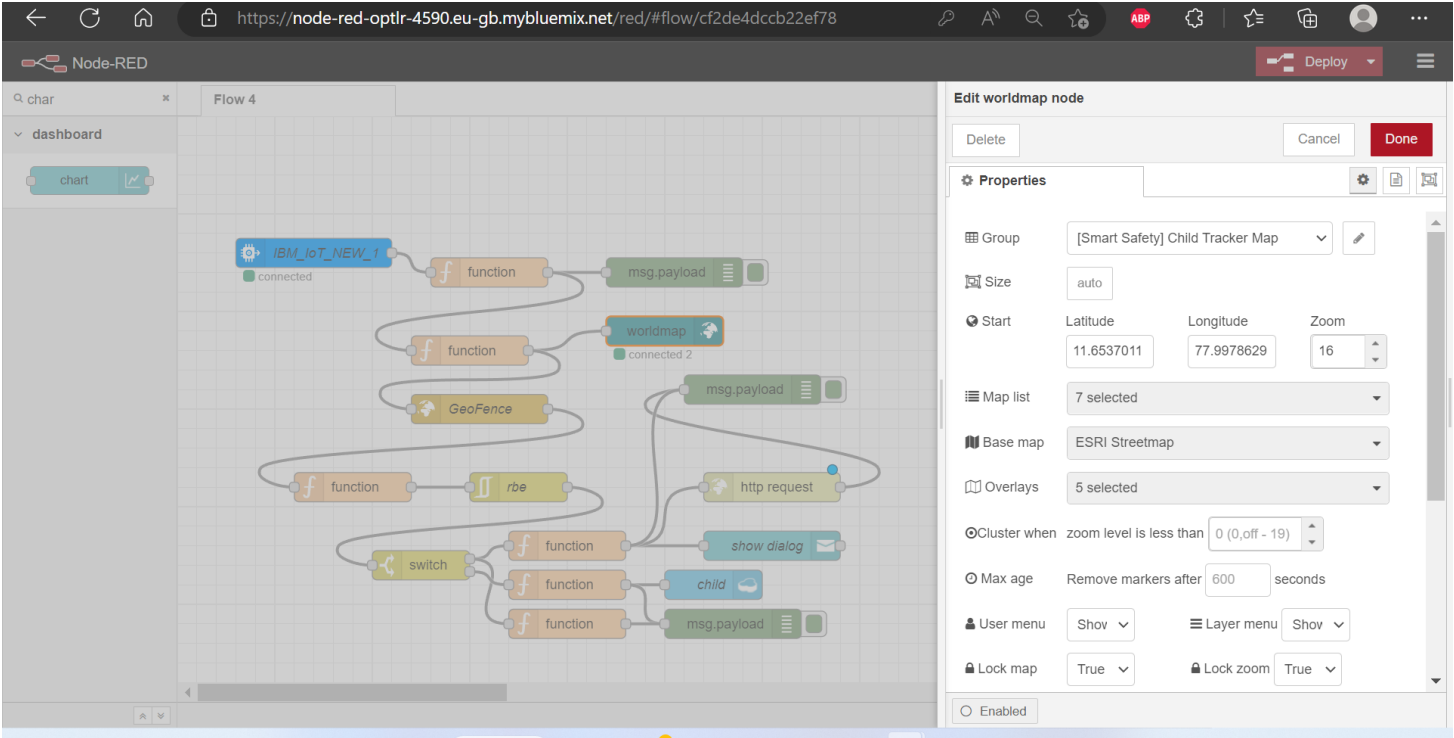 https://node-red-optlr-4590.eu-gb.mybluemix.net/red/#flow/cf2de4dccb22ef78
A
ABP
Node-RED
Deploy
char
×
Flow 4
dashboard
chart
IBM_IoT_NEW_1
connected
function
msg.payload
function
worldmap
connected 2
msg.payload
GeoFence
function
rbe
http request
switch
function
show dialog
function
child
function
msg.payload
Edit worldmap node
Delete
Cancel
Done
Properties
Group
[Smart Safety] Child Tracker Map
Size
auto
Start
Latitude
Longitude
Zoom
11.6537011
77.9978629
16
Map list
7 selected
Base map
ESRI Streetmap
Overlays
5 selected
Cluster when zoom level is less than 0 (0,off - 19)
Max age
Remove markers after 600 seconds
User menu
Shov
Layer menu
Shov
Lock map
True
Lock zoom
True
Enabled